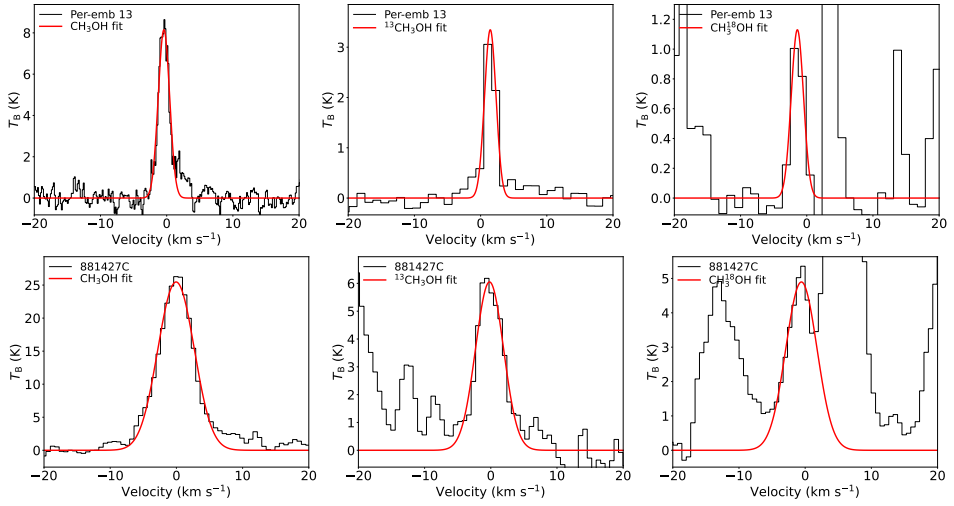 Per-emb 13
CH₃OH fit
8
6
4
2
0
T_B (K)
−20 −10 0 10 20
Velocity (km s⁻¹)
Per-emb 13
¹³CH₃OH fit
3
2
1
0
T_B (K)
−20 −10 0 10 20
Velocity (km s⁻¹)
Per-emb 13
CH₃¹⁸OH fit
1.2
1.0
0.8
0.6
0.4
0.2
0.0
T_B (K)
−20 −10 0 10 20
Velocity (km s⁻¹)
881427C
CH₃OH fit
25
20
15
10
5
0
T_B (K)
−20 −10 0 10 20
Velocity (km s⁻¹)
881427C
¹³CH₃OH fit
6
5
4
3
2
1
0
T_B (K)
−20 −10 0 10 20
Velocity (km s⁻¹)
881427C
CH₃¹⁸OH fit
5
4
3
2
1
0
T_B (K)
−20 −10 0 10 20
Velocity (km s⁻¹)